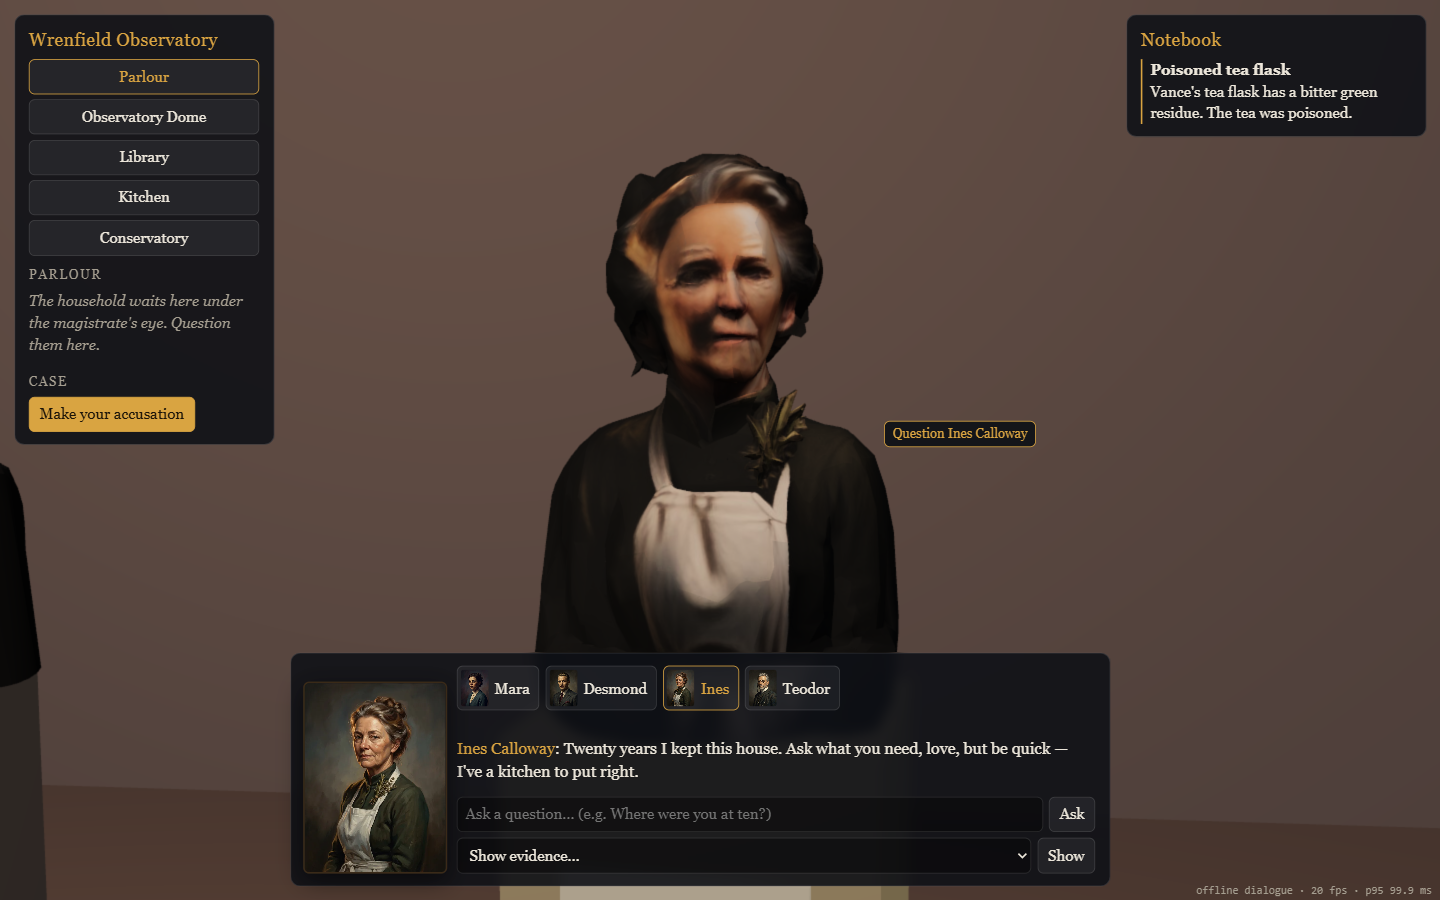 Wrenfield Observatory
Parlour
Observatory Dome
Library
Kitchen
Conservatory
PARLOUR
The household waits here under
the magistrate's eye. Question
them here.
CASE
Make your accusation
Notebook
Poisoned tea flask
Vance's tea flask has a bitter green
residue. The tea was poisoned.
Question Ines Calloway
Mara
Desmond
Ines
Teodor
Ines Calloway: Twenty years I kept this house. Ask what you need, love, but be quick —
I've a kitchen to put right.
Ask a question... (e.g. Where were you at ten?)
Ask
Show evidence...
Show
offline dialogue · 20 fps · p95 99.9 ms